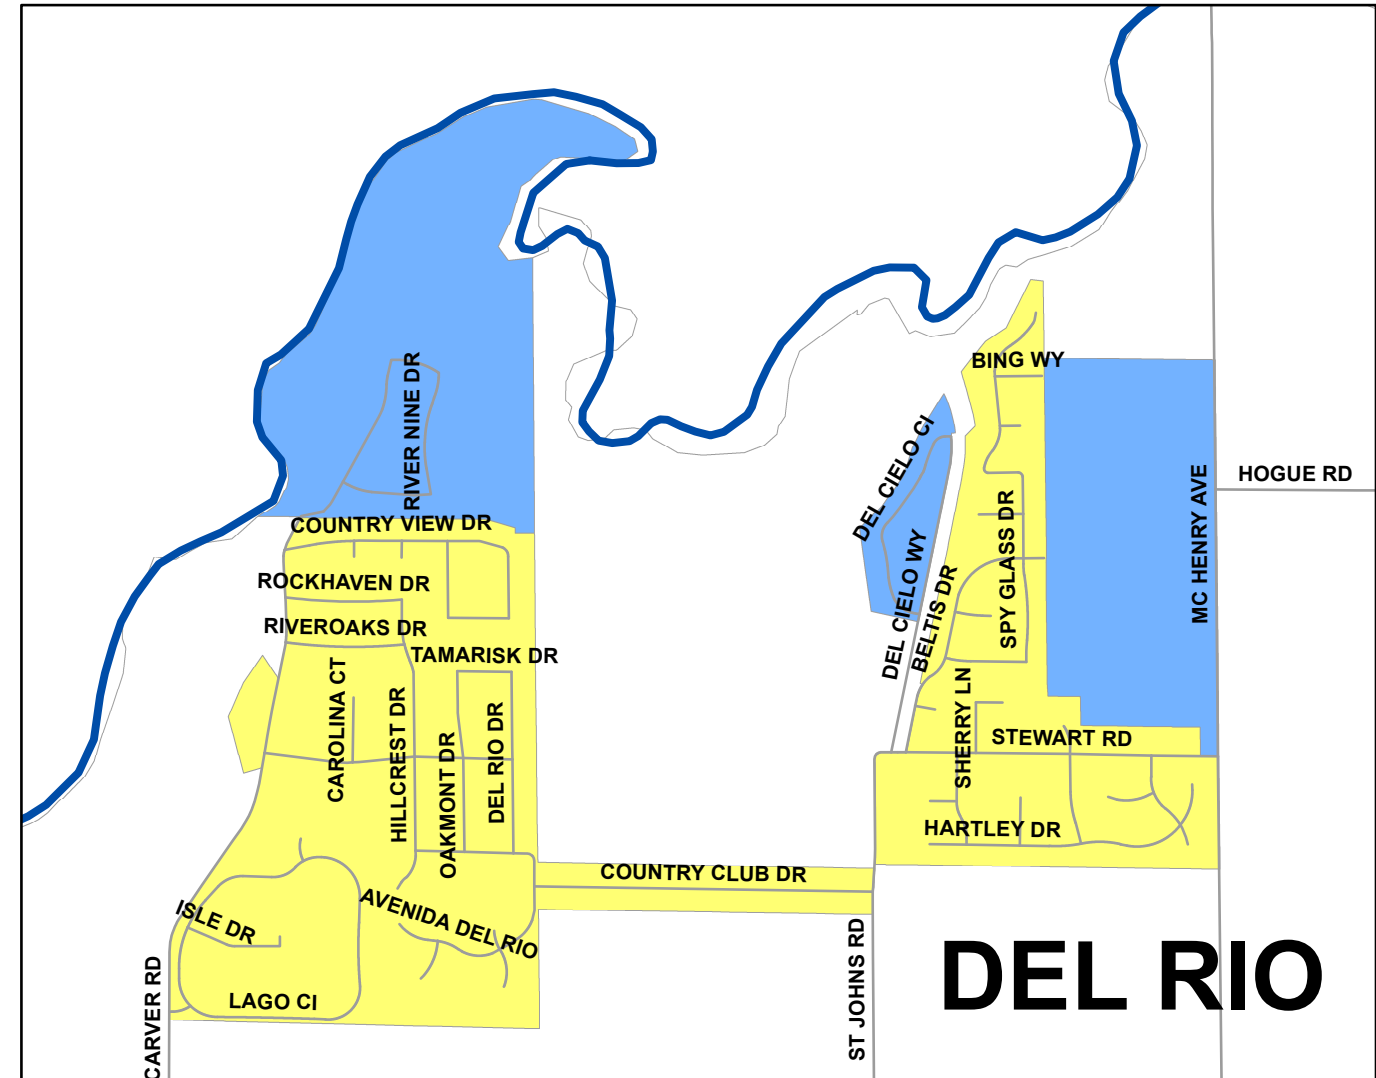 BING WY
RIVER NINE DR
DEL CIELO CI
HOGUE RD
MC HENRY AVE
COUNTRY VIEW DR
SPY GLASS DR
ROCKHAVEN DR
DEL CIELO WY
BELTIS DR
RIVEROAKS DR
TAMARISK DR
CAROLINA CT
HILLCREST DR
OAKMONT DR
DEL RIO DR
SHERRY LN
STEWART RD
HARTLEY DR
COUNTRY CLUB DR
ISLE DR
AVENIDA DEL RIO
LAGO CI
CARVER RD
ST JOHNS RD
DEL RIO